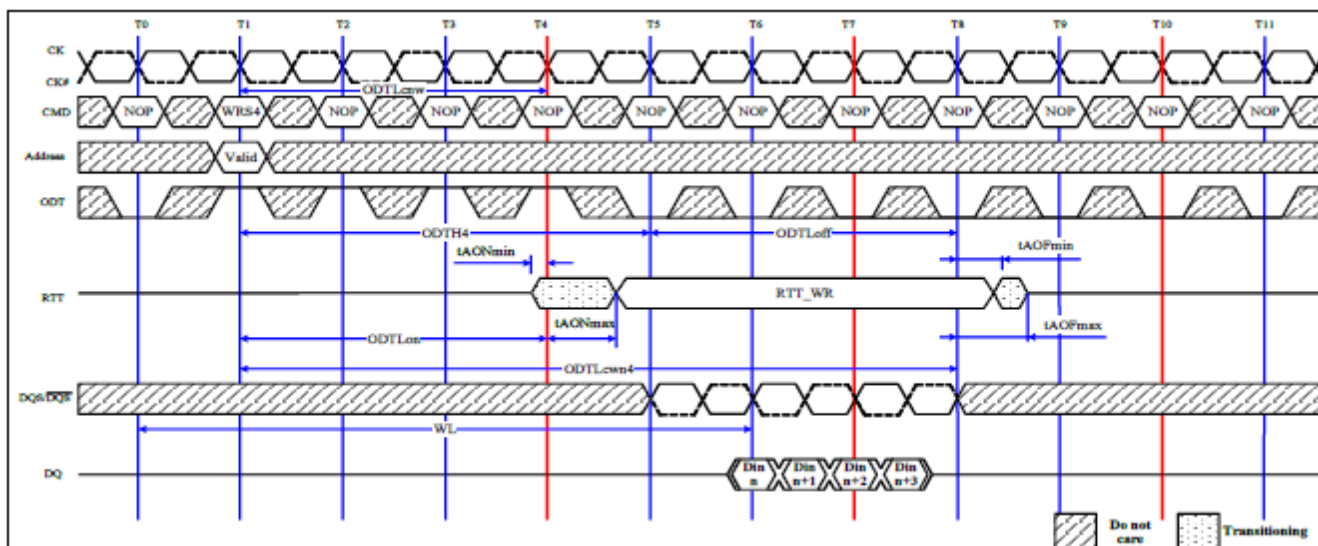 T0 T1 T2 T3 T4 T5 T6 T7 T8 T9 T10 T11
CK
CK#
ODTLcnw
CMD NOP WRS4 NOP NOP NOP NOP NOP NOP NOP NOP NOP NOP
Address Valid
ODT
ODTH4 ODTLoff
tAONmin tAOFmin
RTT RTT_WR
tAONmax tAOFmax
ODTLon
ODTLcwn4
DQS/DQS
WL
DQ Din n Din n+1 Din n+2 Din n+3
Do not care Transitioning